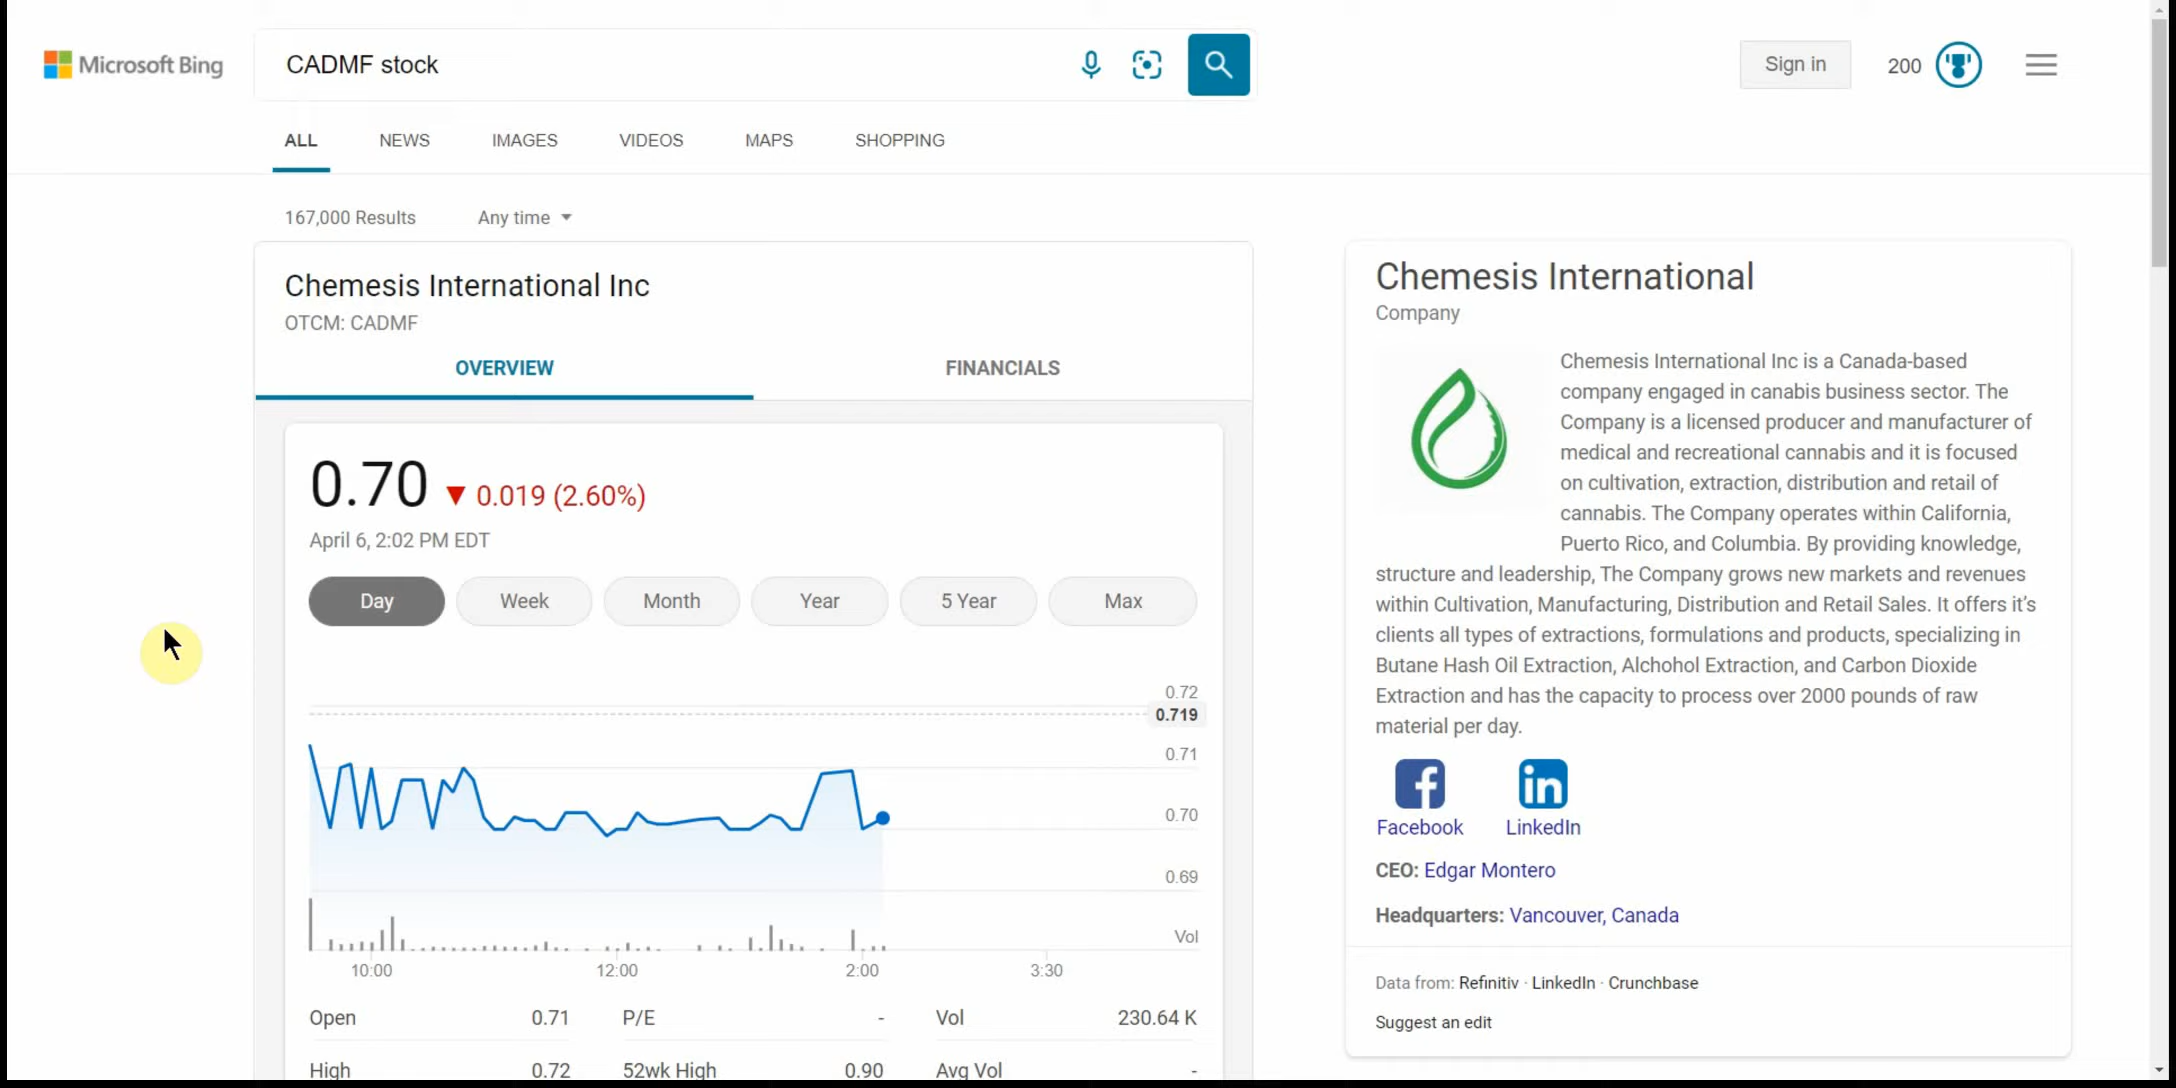 Microsoft Bing
CADMF stock
Sign in
200
ALL NEWS IMAGES VIDEOS MAPS SHOPPING
167,000 Results Any time
Chemesis International Inc
OTCM: CADMF
OVERVIEW FINANCIALS
0.70 ▼ 0.019 (2.60%)
April 6, 2:02 PM EDT
Day Week Month Year 5 Year Max
0.72
0.719
0.71
0.70
0.69
Vol
10:00 12:00 2:00 3:30
Open 0.71 P/E - Vol 230.64 K
High 0.72 52wk High 0.90 Avg Vol -
Chemesis International
Company
Chemesis International Inc is a Canada-based
company engaged in canabis business sector. The
Company is a licensed producer and manufacturer of
medical and recreational cannabis and it is focused
on cultivation, extraction, distribution and retail of
cannabis. The Company operates within California,
Puerto Rico, and Columbia. By providing knowledge,
structure and leadership, The Company grows new markets and revenues
within Cultivation, Manufacturing, Distribution and Retail Sales. It offers it's
clients all types of extractions, formulations and products, specializing in
Butane Hash Oil Extraction, Alchohol Extraction, and Carbon Dioxide
Extraction and has the capacity to process over 2000 pounds of raw
material per day.
Facebook LinkedIn
CEO: Edgar Montero
Headquarters: Vancouver, Canada
Data from: Refinitiv · LinkedIn · Crunchbase
Suggest an edit